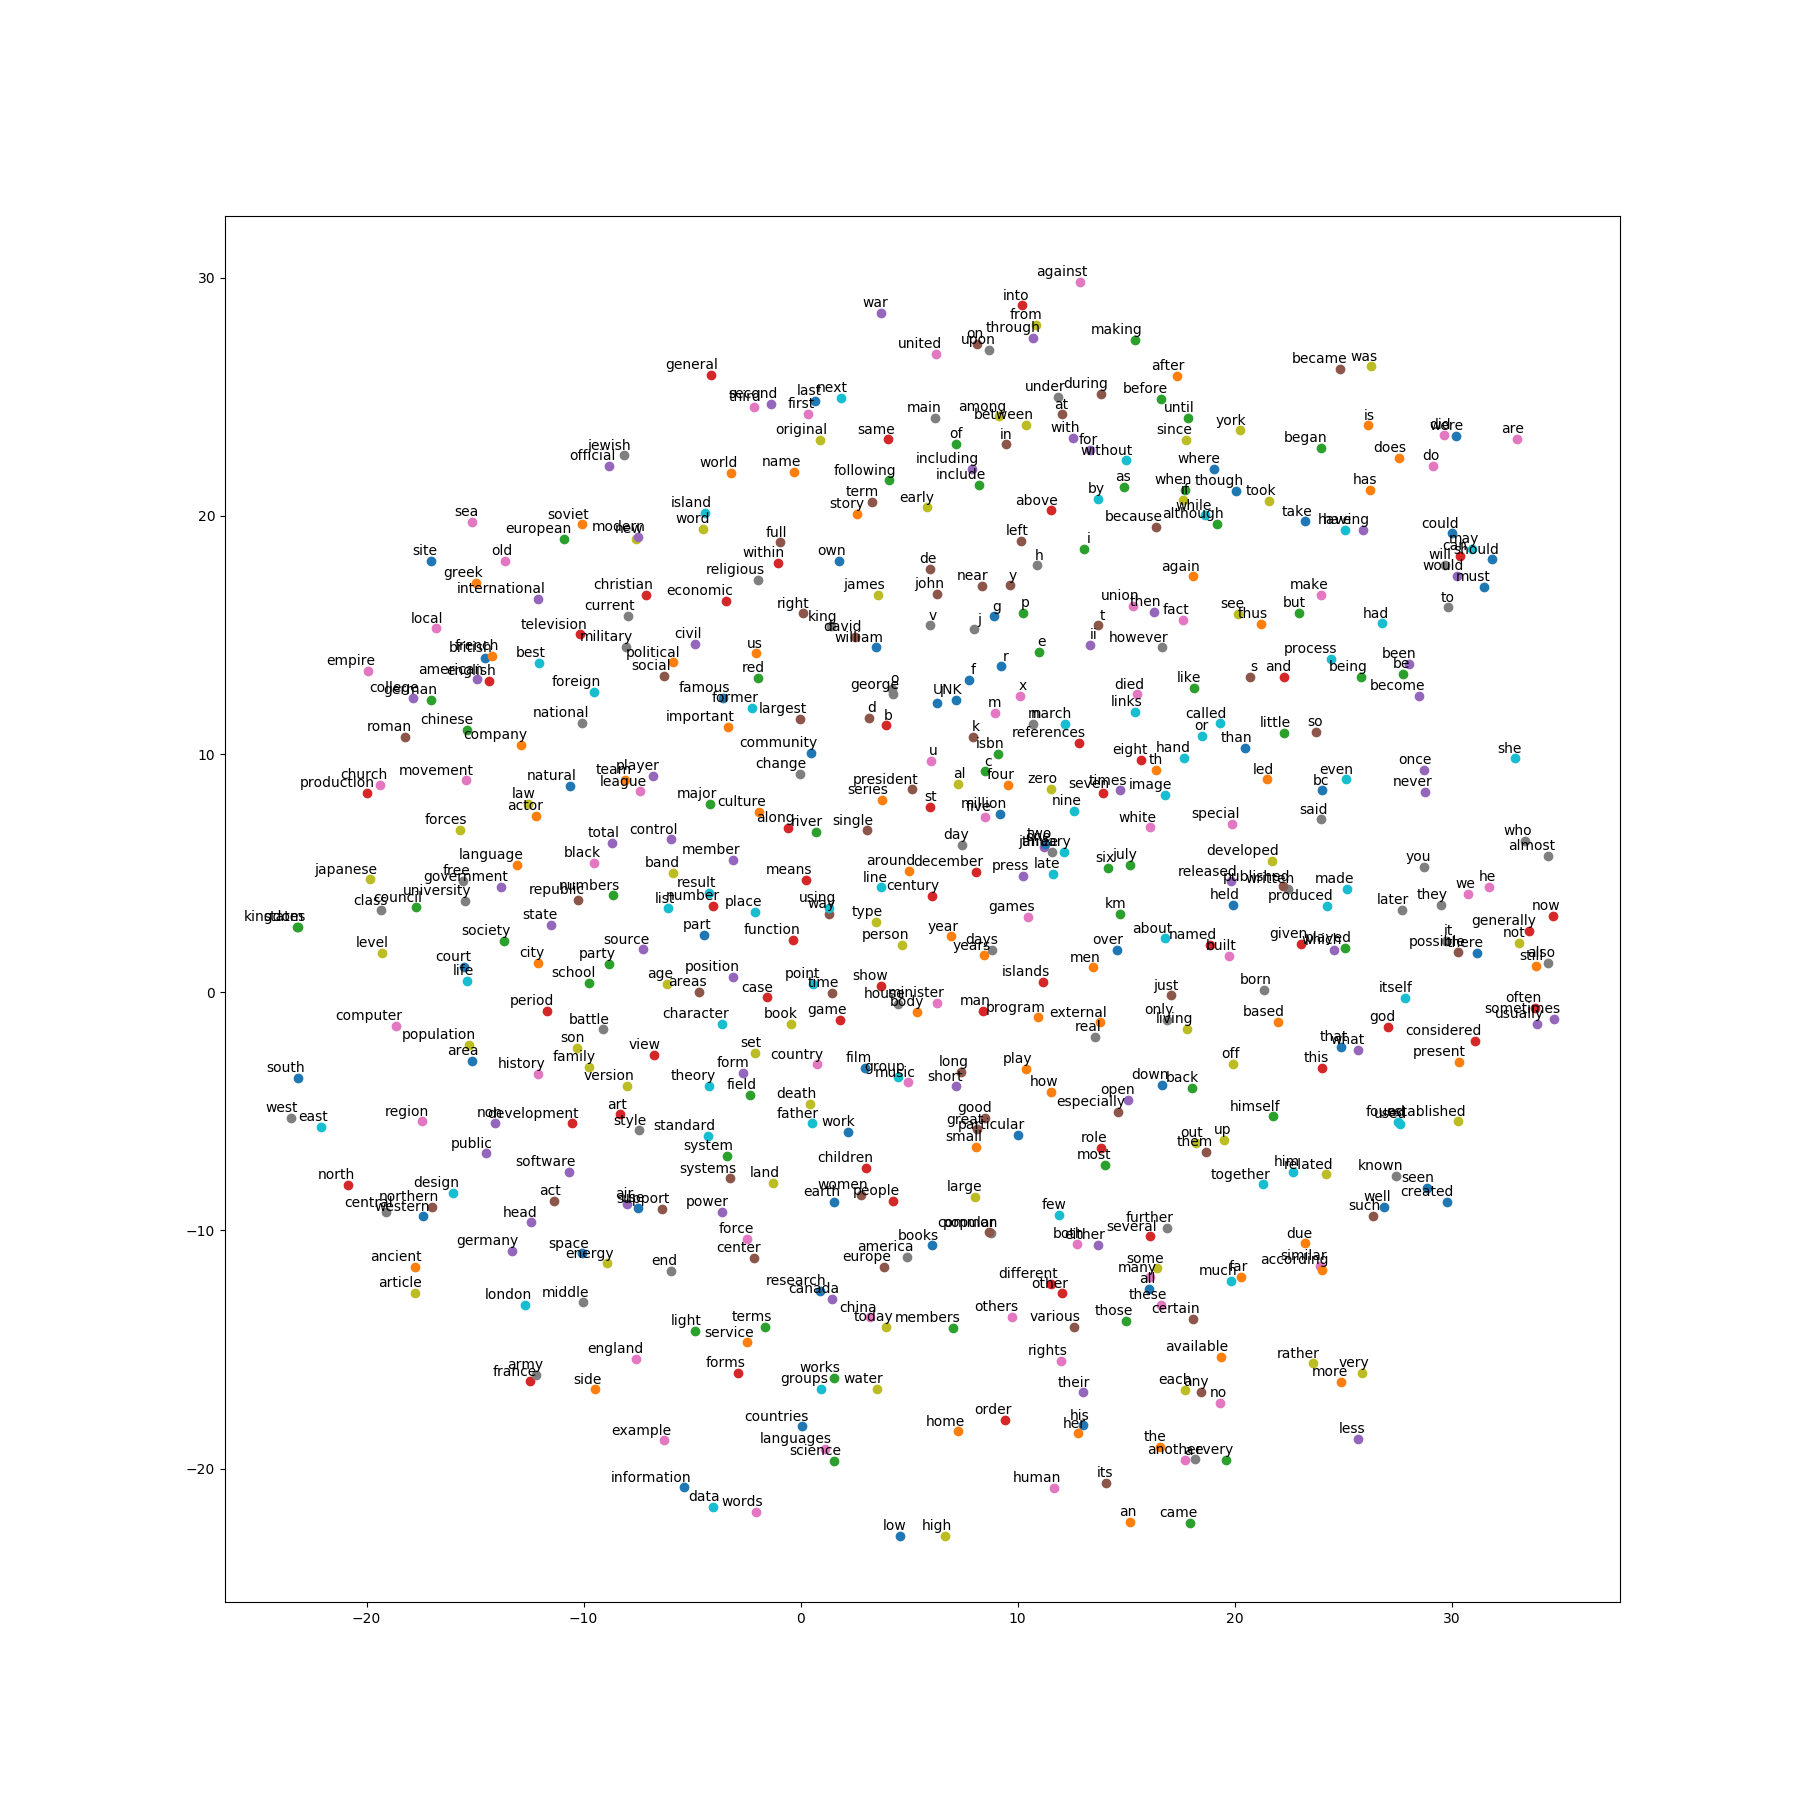 30
against
into
war
from
through
on
upon
making
united
general
after
became
was
second
third
last
next
first
under
during
before
main
among
between
at
until
york
is
did
were
are
original
same
of
in
with
for
since
began
does
do
jewish
official
world
name
including
include
following
without
where
has
term
story
early
above
by
as
when
if
though
took
20
sea
soviet
european
modern
new
island
word
full
left
i
because
while
although
take
have
having
could
may
can
should
will
would
must
to
site
old
within
own
de
h
greek
international
christian
economic
religious
james
john
near
y
again
make
local
current
right
king
david
william
v
j
g
p
union
then
fact
t
see
thus
but
had
television
military
civil
us
r
e
ii
however
process
french
british
american
english
best
political
social
red
f
s
and
being
been
be
become
empire
college
german
foreign
famous
former
george
o
l
UNK
x
died
links
like
roman
chinese
company
national
important
largest
d
b
m
n
march
called
or
little
so
10
community
change
k
isbn
references
than
she
church
production
movement
natural
team
player
league
u
c
al
four
zero
eight
th
hand
led
bc
even
once
never
law
actor
major
culture
president
series
st
million
five
seven
times
image
nine
forces
along
river
single
white
special
said
total
control
day
two
who
almost
language
black
member
japanese
free
government
band
means
around
december
press
late
six
july
developed
you
university
republic
numbers
result
number
line
century
released
published
written
made
he
we
class
council
list
place
using
way
games
km
held
produced
later
they
now
kingdom
states
state
part
function
type
person
year
years
days
over
about
named
built
given
which
played
it
possible
there
generally
not
level
society
source
men
also
still
court
life
city
party
school
age
areas
position
case
point
time
show
islands
born
itself
0
period
house
minister
body
man
program
external
real
just
only
living
based
god
often
sometimes
usually
computer
battle
character
book
game
that
what
considered
present
population
area
son
family
view
set
form
country
film
group
music
long
short
play
how
off
this
south
history
version
theory
field
open
down
back
west
east
region
non
development
art
style
standard
death
father
work
good
great
particular
small
especially
himself
found
used
established
public
system
role
most
out
them
up
north
software
systems
land
children
together
him
related
known
design
central
northern
western
act
air
support
power
earth
women
people
large
few
seen
well
such
created
−10
head
force
common
popular
both
either
further
several
germany
space
energy
center
books
america
europe
due
similar
according
ancient
article
end
research
canada
different
other
some
many
all
these
much
far
london
middle
china
today
members
others
various
those
certain
light
terms
service
england
forms
rights
available
rather
very
more
army
france
side
works
groups
water
their
each
any
no
countries
home
order
his
her
less
example
languages
science
the
another
a
every
−20
information
data
words
human
its
low
high
an
came
−20
−10
0
10
20
30